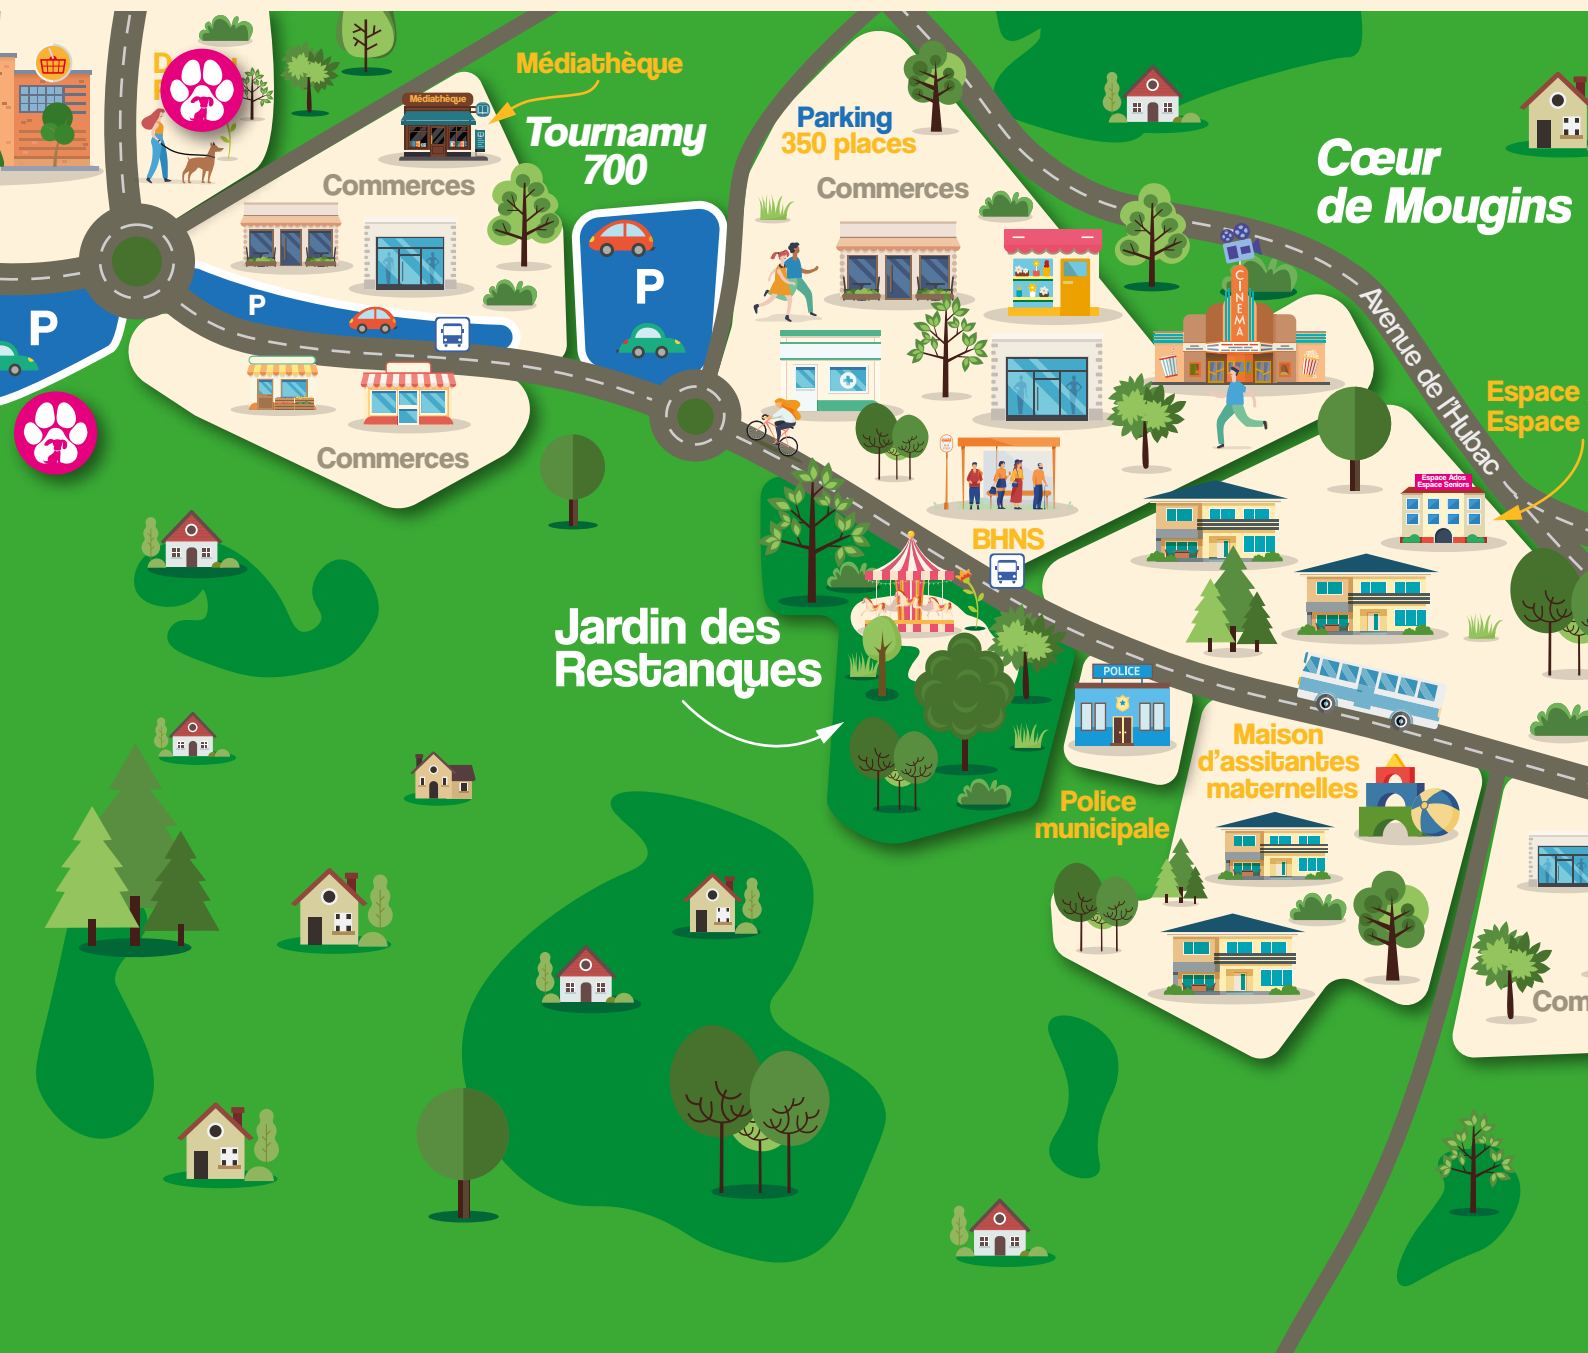 Médiathèque
Médiathèque
Tournamy
700
Commerces
Parking
350 places
Commerces
Cœur
de Mougins
P
P
P
CINEMA
Avenue de l'Hubac
Espace
Espace
Commerces
Espace Ados
Espace Seniors
BHNS
Jardin des
Restanques
POLICE
Maison
d'assitantes
maternelles
Police
municipale
Com